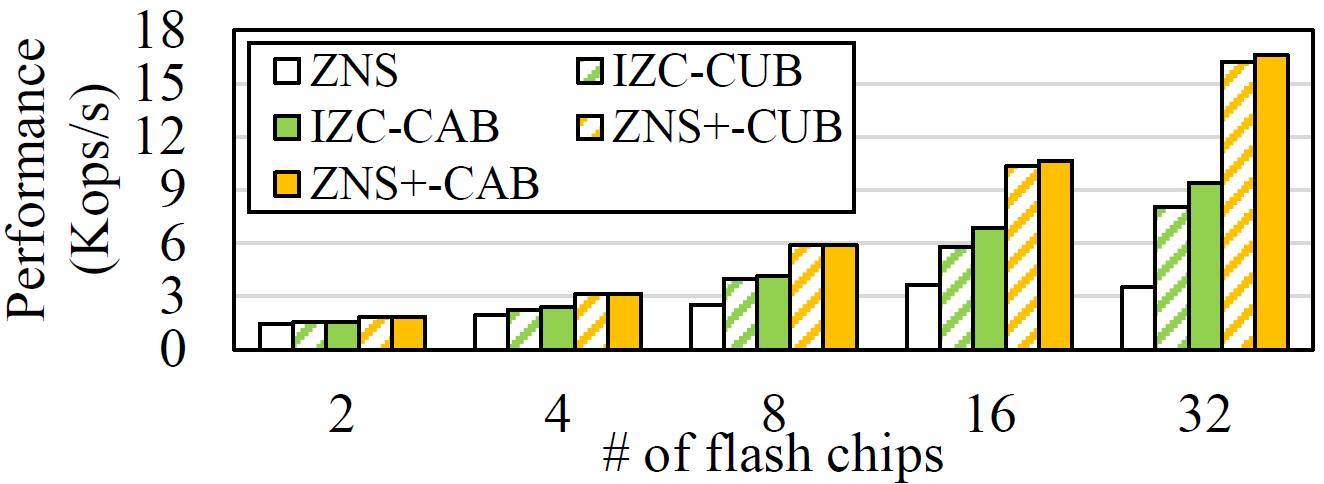 Performance
(Kops/s)
18
15
12
9
6
3
0
ZNS
IZC-CUB
IZC-CAB
ZNS+-CUB
ZNS+-CAB
2 4 8 16 32
# of flash chips